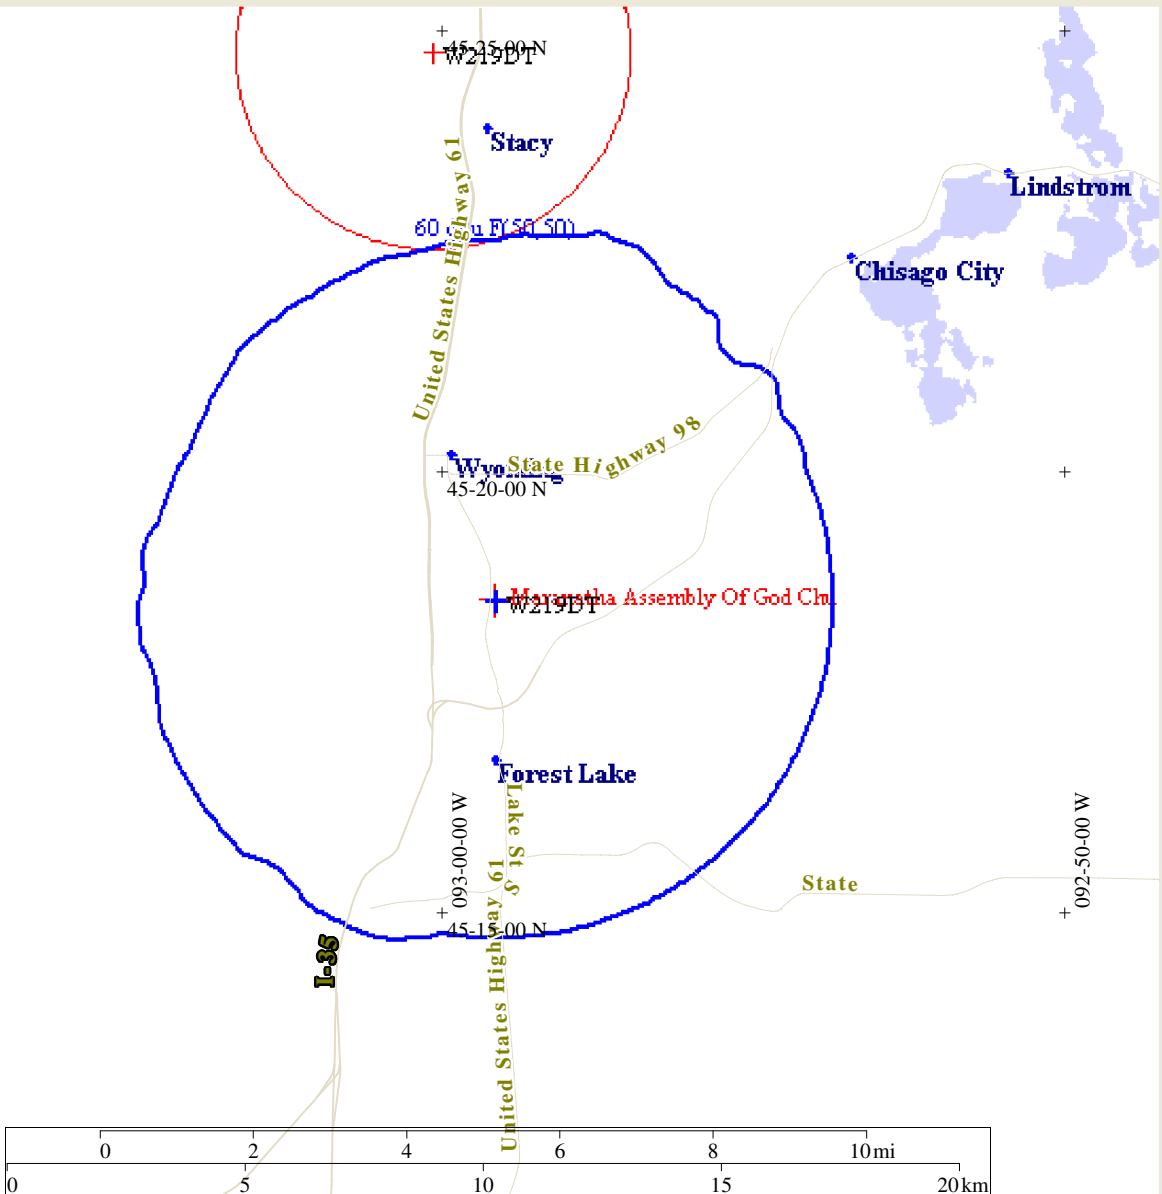 45-25-00 N
W219DT
Stacy
United States Highway 61
Lindstrom
60 dbu F(50,50)
Chisago City
State Highway 98
Wyoming
45-20-00 N
Maranatha Assembly Of God Chu
W219DT
Forest Lake
Lake St S
093-00-00 W
092-50-00 W
State
United States Highway 61
45-15-00 N
I-35
0 2 4 6 8 10 mi
0 5 10 15 20 km